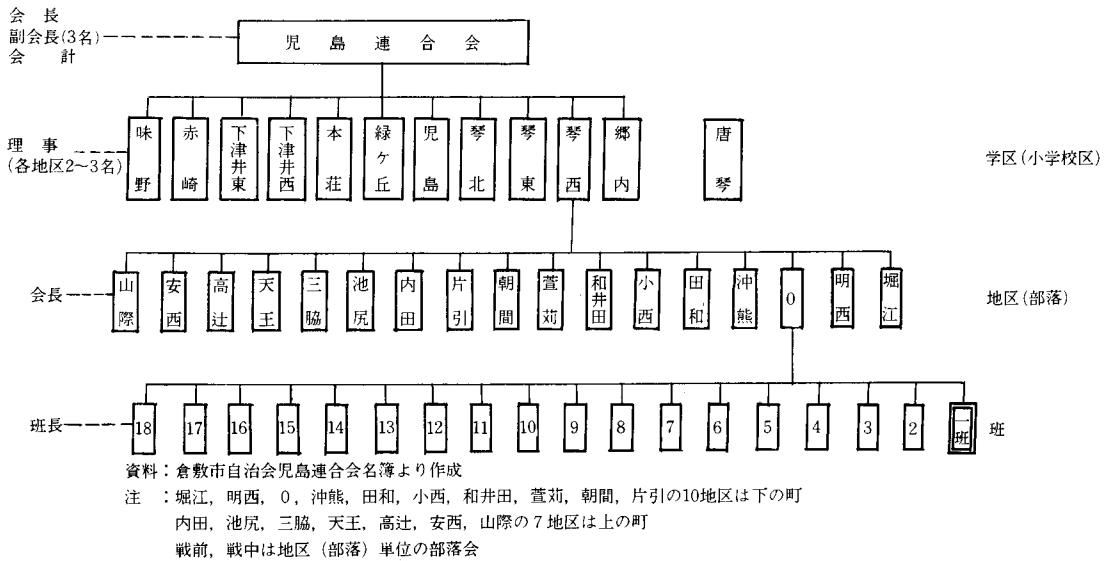 会長
副会長(3名)
会計
児島連合会
理事
(各地区2〜3名)
味野
赤崎
下津井東
下津井西
本荘
緑ケ丘
児島
琴北
琴東
琴西
郷内
唐琴
学区(小学校区)
会長
山際
安西
高辻
天王
三脇
池尻
内田
片引
朝間
萱苅
和井田
小西
田和
沖熊
0
明西
堀江
地区(部落)
班長
18
17
16
15
14
13
12
11
10
9
8
7
6
5
4
3
2
一班
班
資料：倉敷市自治会児島連合会名簿より作成
注　：堀江，明西，0，沖熊，田和，小西，和井田，萱苅，朝間，片引の10地区は下の町
内田，池尻，三脇，天王，高辻，安西，山際の7地区は上の町
戦前，戦中は地区（部落）単位の部落会